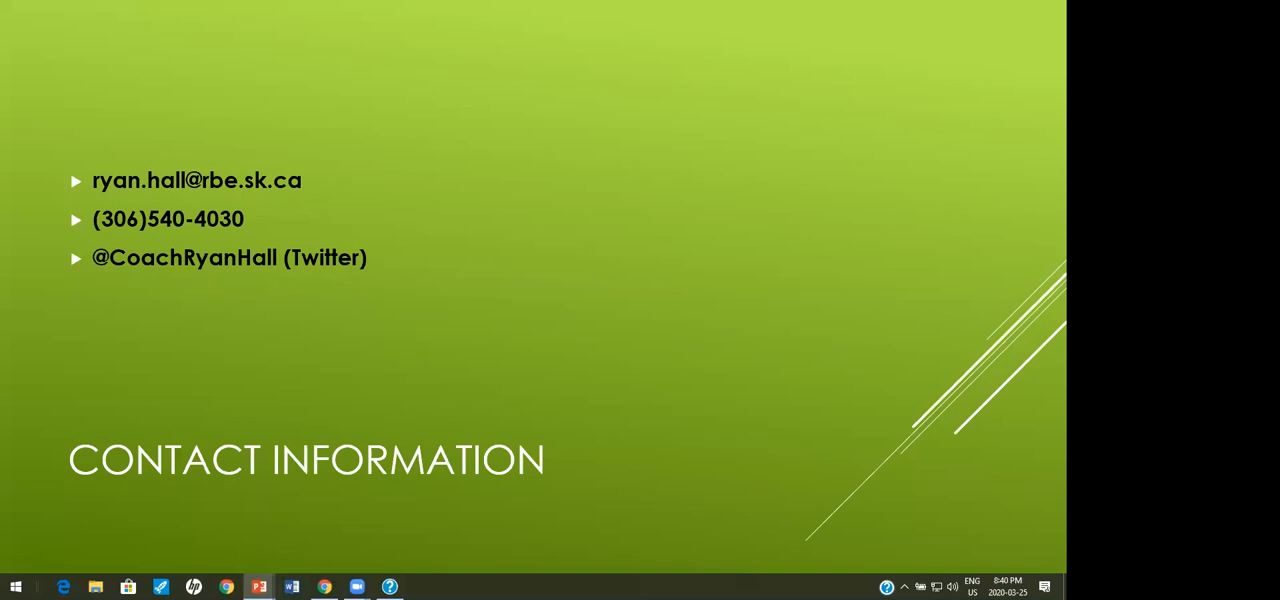 ryan.hall@rbe.sk.ca
(306)540-4030
@CoachRyanHall (Twitter)
CONTACT INFORMATION
ENG
US
8:40 PM
2020-03-25